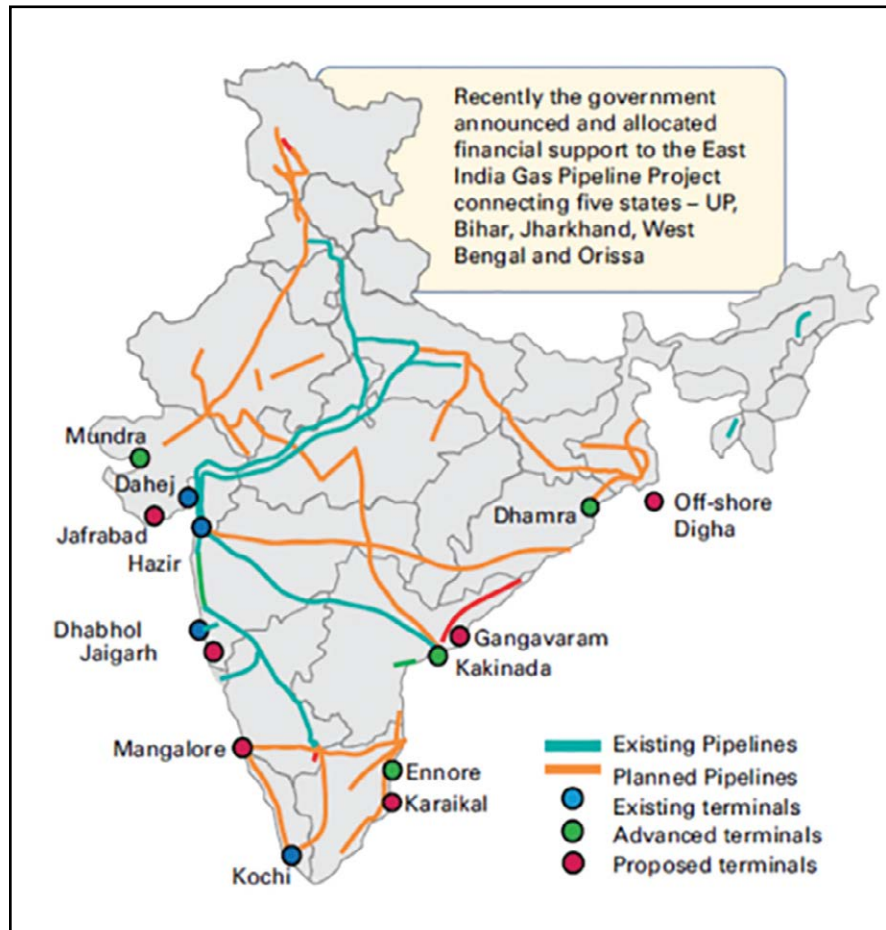 Recently the government
announced and allocated
financial support to the East
India Gas Pipeline Project
connecting five states – UP,
Bihar, Jharkhand, West
Bengal and Orissa
Mundra
Dahej
Jafrabad
Hazir
Dhamra
Off-shore
Digha
Dhabhol
Jaigarh
Gangavaram
Kakinada
Mangalore
Ennore
Karaikal
Kochi
Existing Pipelines
Planned Pipelines
Existing terminals
Advanced terminals
Proposed terminals